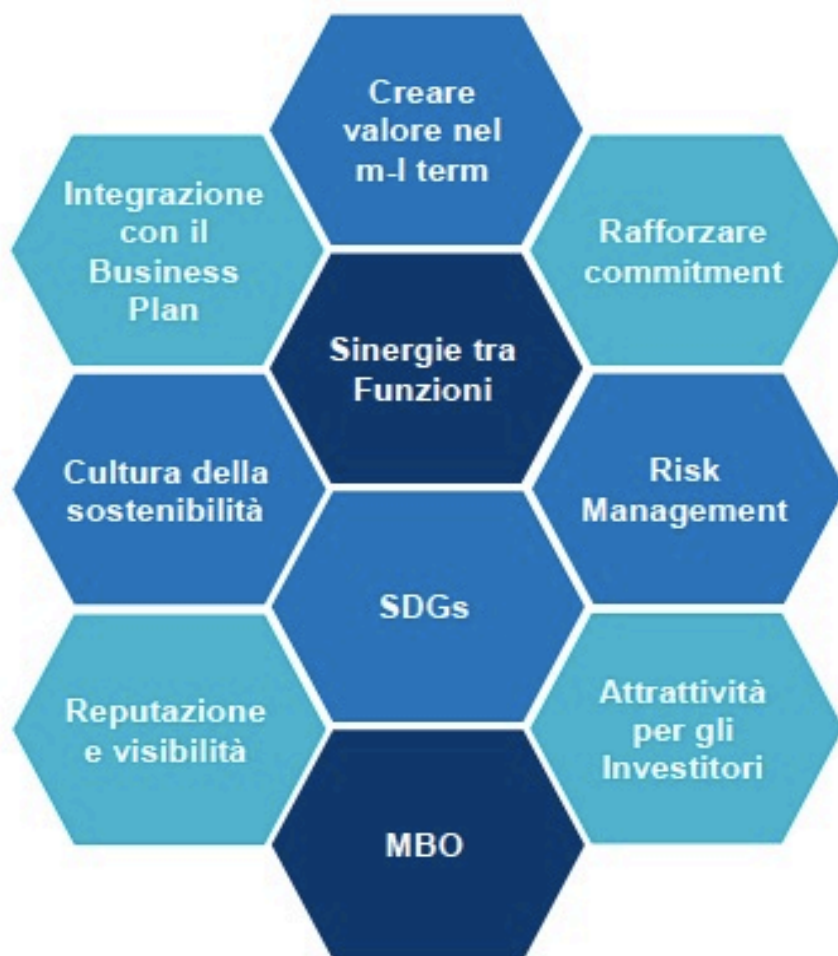 Creare
valore nel
m-l term
Integrazione
con il
Business
Plan
Rafforzare
commitment
Sinergie tra
Funzioni
Cultura della
sostenibilità
Risk
Management
SDGs
Reputazione
e visibilità
Attrattività
per gli
Investitori
MBO